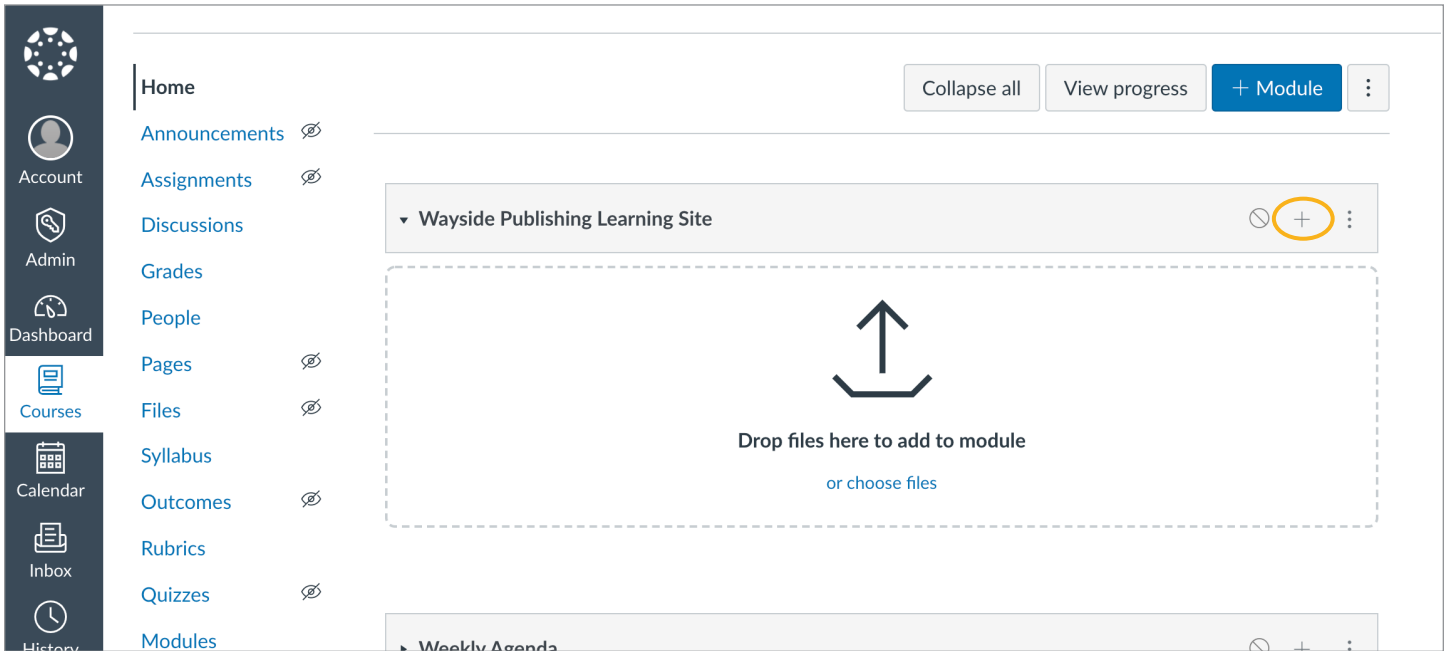 Account
Admin
Dashboard
Courses
Calendar
Inbox
History
Home
Announcements
Assignments
Discussions
Grades
People
Pages
Files
Syllabus
Outcomes
Rubrics
Quizzes
Modules
Collapse all
View progress
+ Module
Wayside Publishing Learning Site
Drop files here to add to module
or choose files
Weekly Agenda